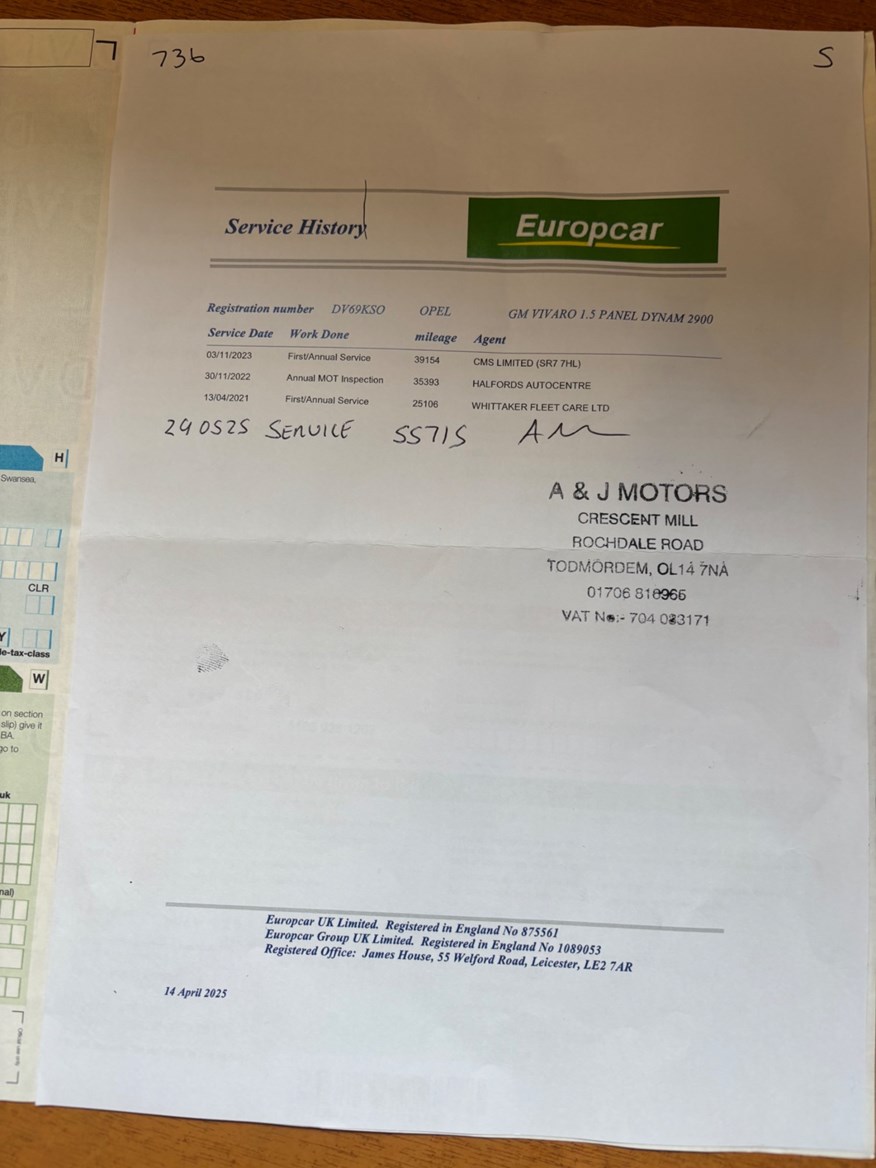 7
736
S
Service History
Europcar
Registration number DV69KSO OPEL GM VIVARO 1.5 PANEL DYNAM 2900
Service Date Work Done mileage Agent
03/11/2023 First/Annual Service 39154 CMS LIMITED (SR7 7HL)
30/11/2022 Annual MOT Inspection 35393 HALFORDS AUTOCENTRE
13/04/2021 First/Annual Service 25106 WHITTAKER FLEET CARE LTD
290525 SERVICE 55715
A & J MOTORS
CRESCENT MILL
ROCHDALE ROAD
TODMORDEM, OL14 7NA
01706 818966
VAT No:- 704 083171
Europcar UK Limited. Registered in England No 875561
Europcar Group UK Limited. Registered in England No 1089053
Registered Office: James House, 55 Welford Road, Leicester, LE2 7AR
14 April 2025
H
Swansea.
CLR
Y
le-tax-class
W
on section
slip) give it
BA.
go to
uk
nal)